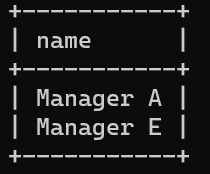 +-----------+
| name      |
+-----------+
| Manager A |
| Manager E |
+-----------+